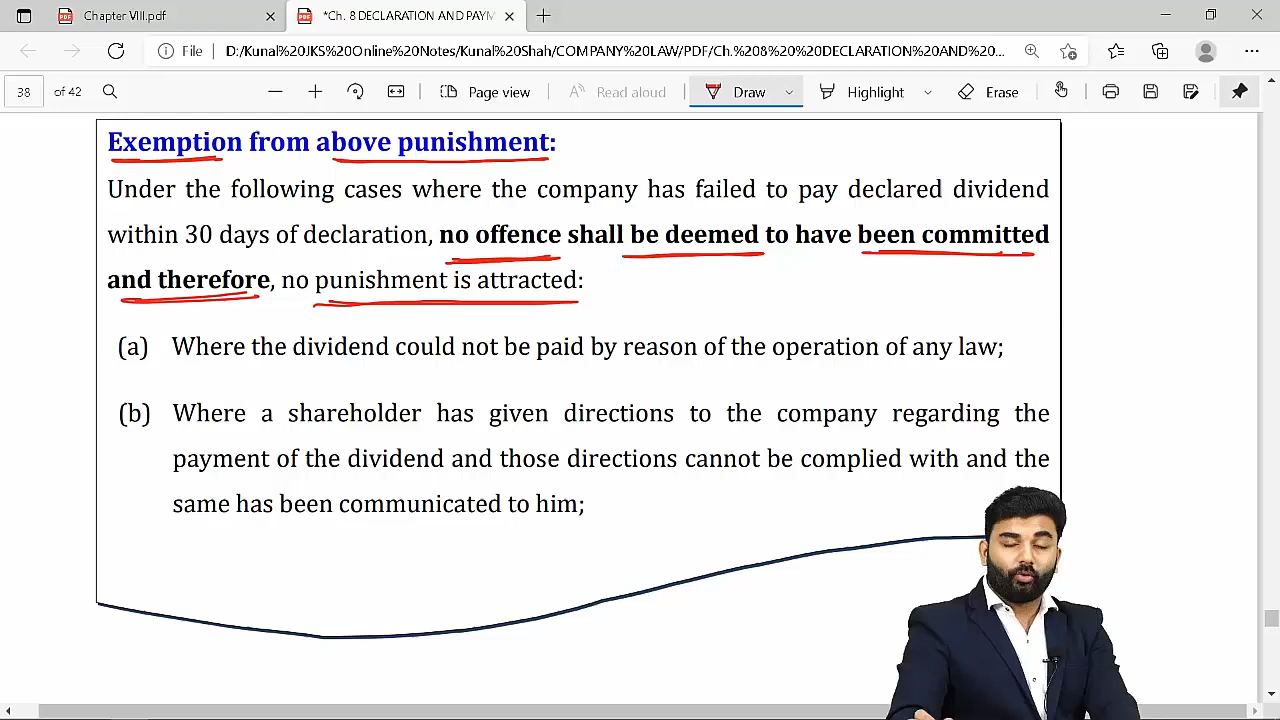 Chapter VIII.pdf
*Ch. 8 DECLARATION AND PAYM
File
D:/Kunal%20JKS%20Online%20Notes/Kunal%20Shah/COMPANY%20LAW/PDF/Ch.%208%20%20DECLARATION%20AND%20...
38 of 42
Page view
Read aloud
Draw
Highlight
Erase
Exemption from above punishment:
Under the following cases where the company has failed to pay declared dividend
within 30 days of declaration, no offence shall be deemed to have been committed
and therefore, no punishment is attracted:
(a) Where the dividend could not be paid by reason of the operation of any law;
(b) Where a shareholder has given directions to the company regarding the
payment of the dividend and those directions cannot be complied with and the
same has been communicated to him;